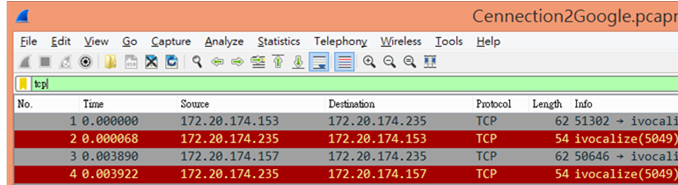 Cennection2Google.pcapn
File Edit View Go Capture Analyze Statistics Telephony Wireless Tools Help
tcp
No. Time Source Destination Protocol Length Info
1 0.000000 172.20.174.153 172.20.174.235 TCP 62 51302 → ivocali
2 0.000068 172.20.174.235 172.20.174.153 TCP 54 ivocalize(5049)
3 0.003890 172.20.174.157 172.20.174.235 TCP 62 50646 → ivocali
4 0.003922 172.20.174.235 172.20.174.157 TCP 54 ivocalize(5049)